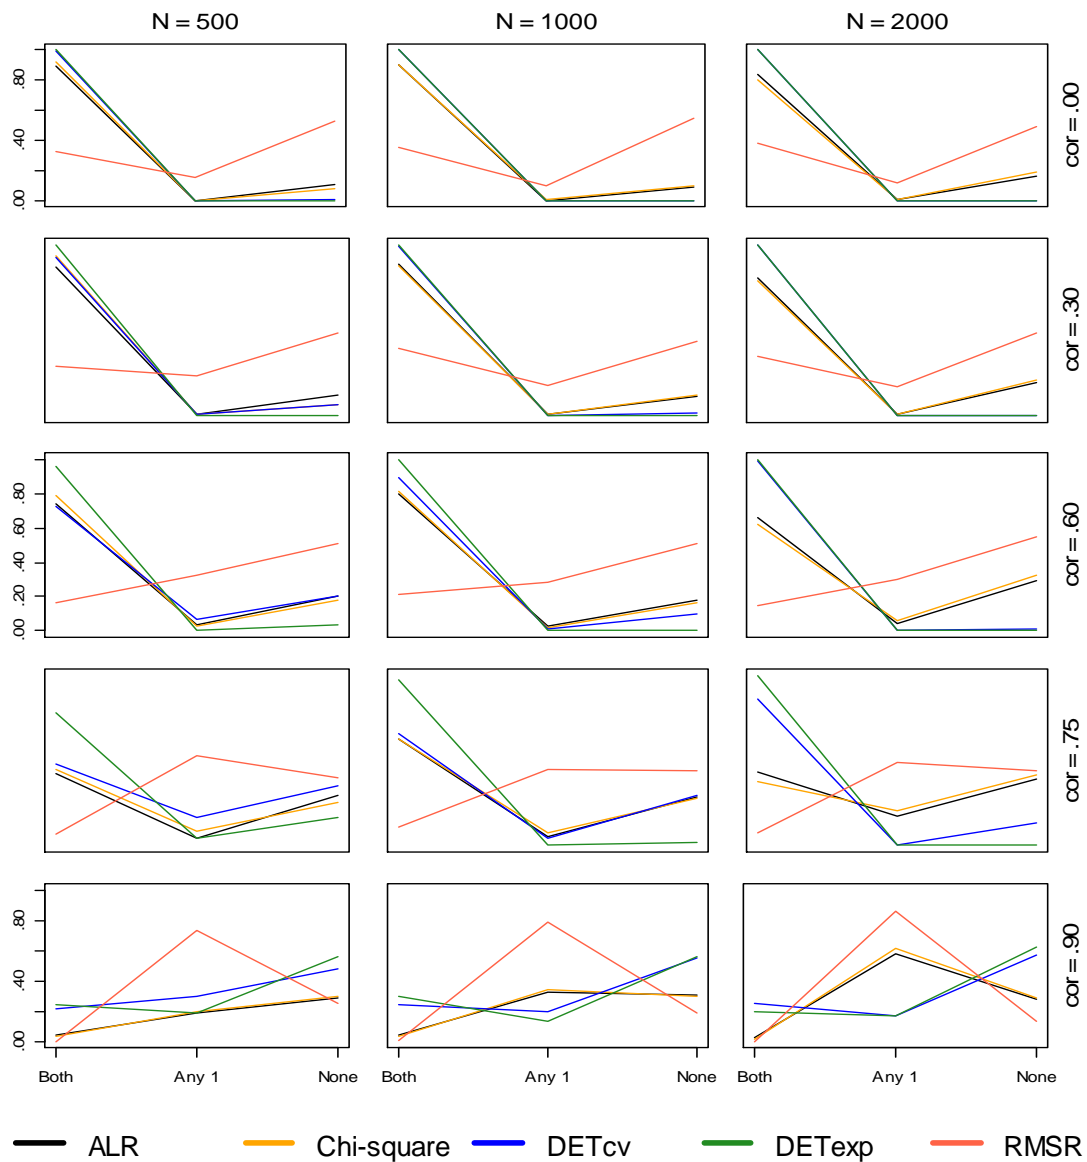 N = 500 N = 1000 N = 2000
.00 .40 .80
cor = .00
cor = .30
.00 .20 .40 .60 .80
cor = .60
cor = .75
.00 .40 .80
cor = .90
Both Any 1 None Both Any 1 None Both Any 1 None
ALR Chi-square DETcv DETexp RMSR